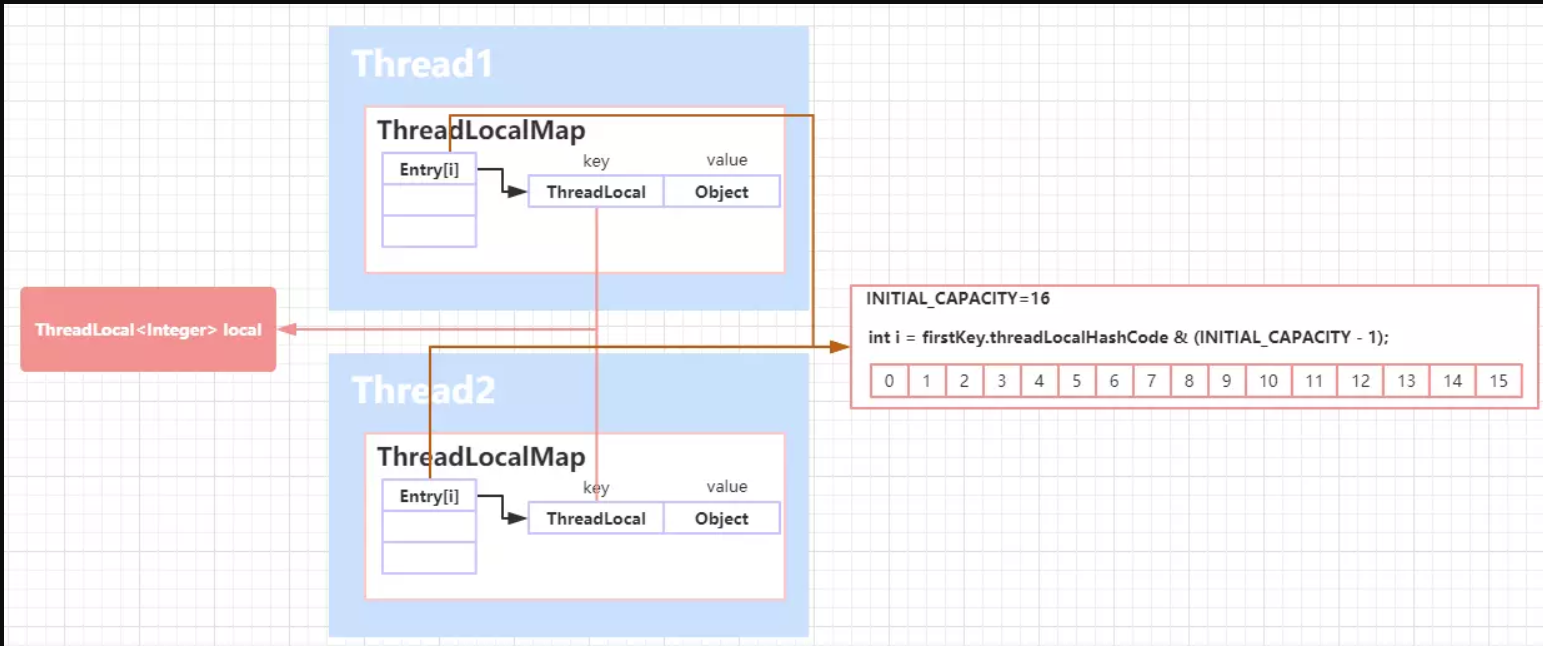 Thread1
ThreadLocalMap
Entry[i]
key
value
ThreadLocal
Object
ThreadLocal<Integer> local
INITIAL_CAPACITY=16
int i = firstKey.threadLocalHashCode & (INITIAL_CAPACITY - 1);
0 1 2 3 4 5 6 7 8 9 10 11 12 13 14 15
Thread2
ThreadLocalMap
Entry[i]
key
value
ThreadLocal
Object